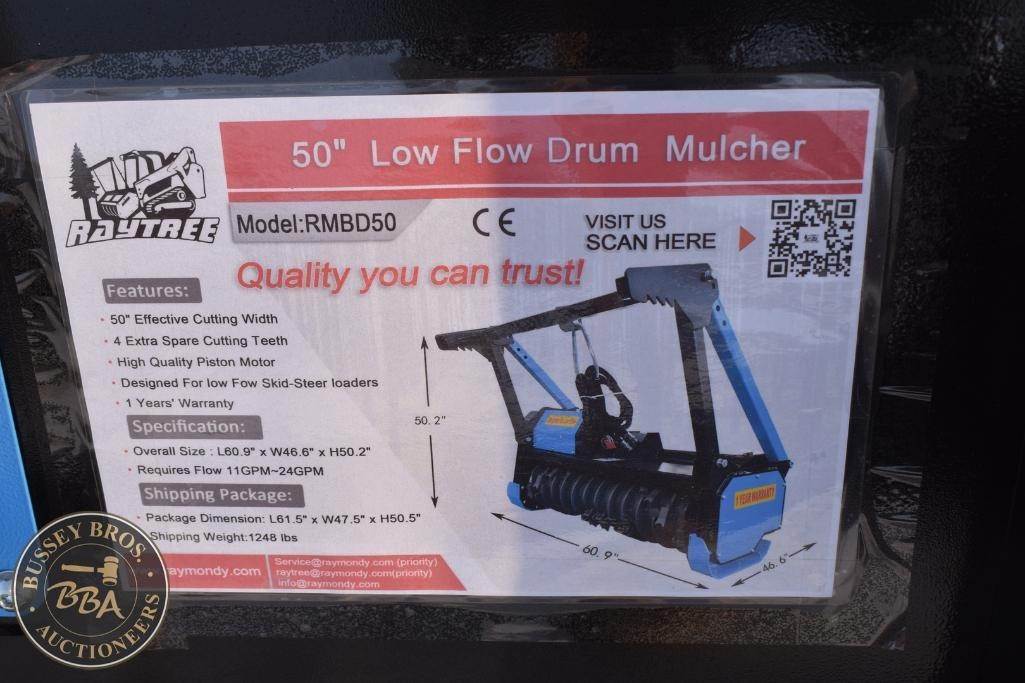 50" Low Flow Drum Mulcher
RAYTREE
Model:RMBD50
CE
VISIT US
SCAN HERE
Quality you can trust!
Features:
• 50" Effective Cutting Width
• 4 Extra Spare Cutting Teeth
• High Quality Piston Motor
• Designed For low Fow Skid-Steer loaders
• 1 Years' Warranty
Specification:
• Overall Size : L60.9" x W46.6" x H50.2"
• Requires Flow 11GPM~24GPM
Shipping Package:
• Package Dimension: L61.5" x W47.5" x H50.5"
Shipping Weight:1248 lbs
50.2"
60.9"
46.6"
1 YEAR WARRANTY
raymondy.com
Service@raymondy.com (priority)
raytree@raymondy.com(priority)
info@raymondy.com
BUSSEY BROS.
BBA
AUCTIONEERS